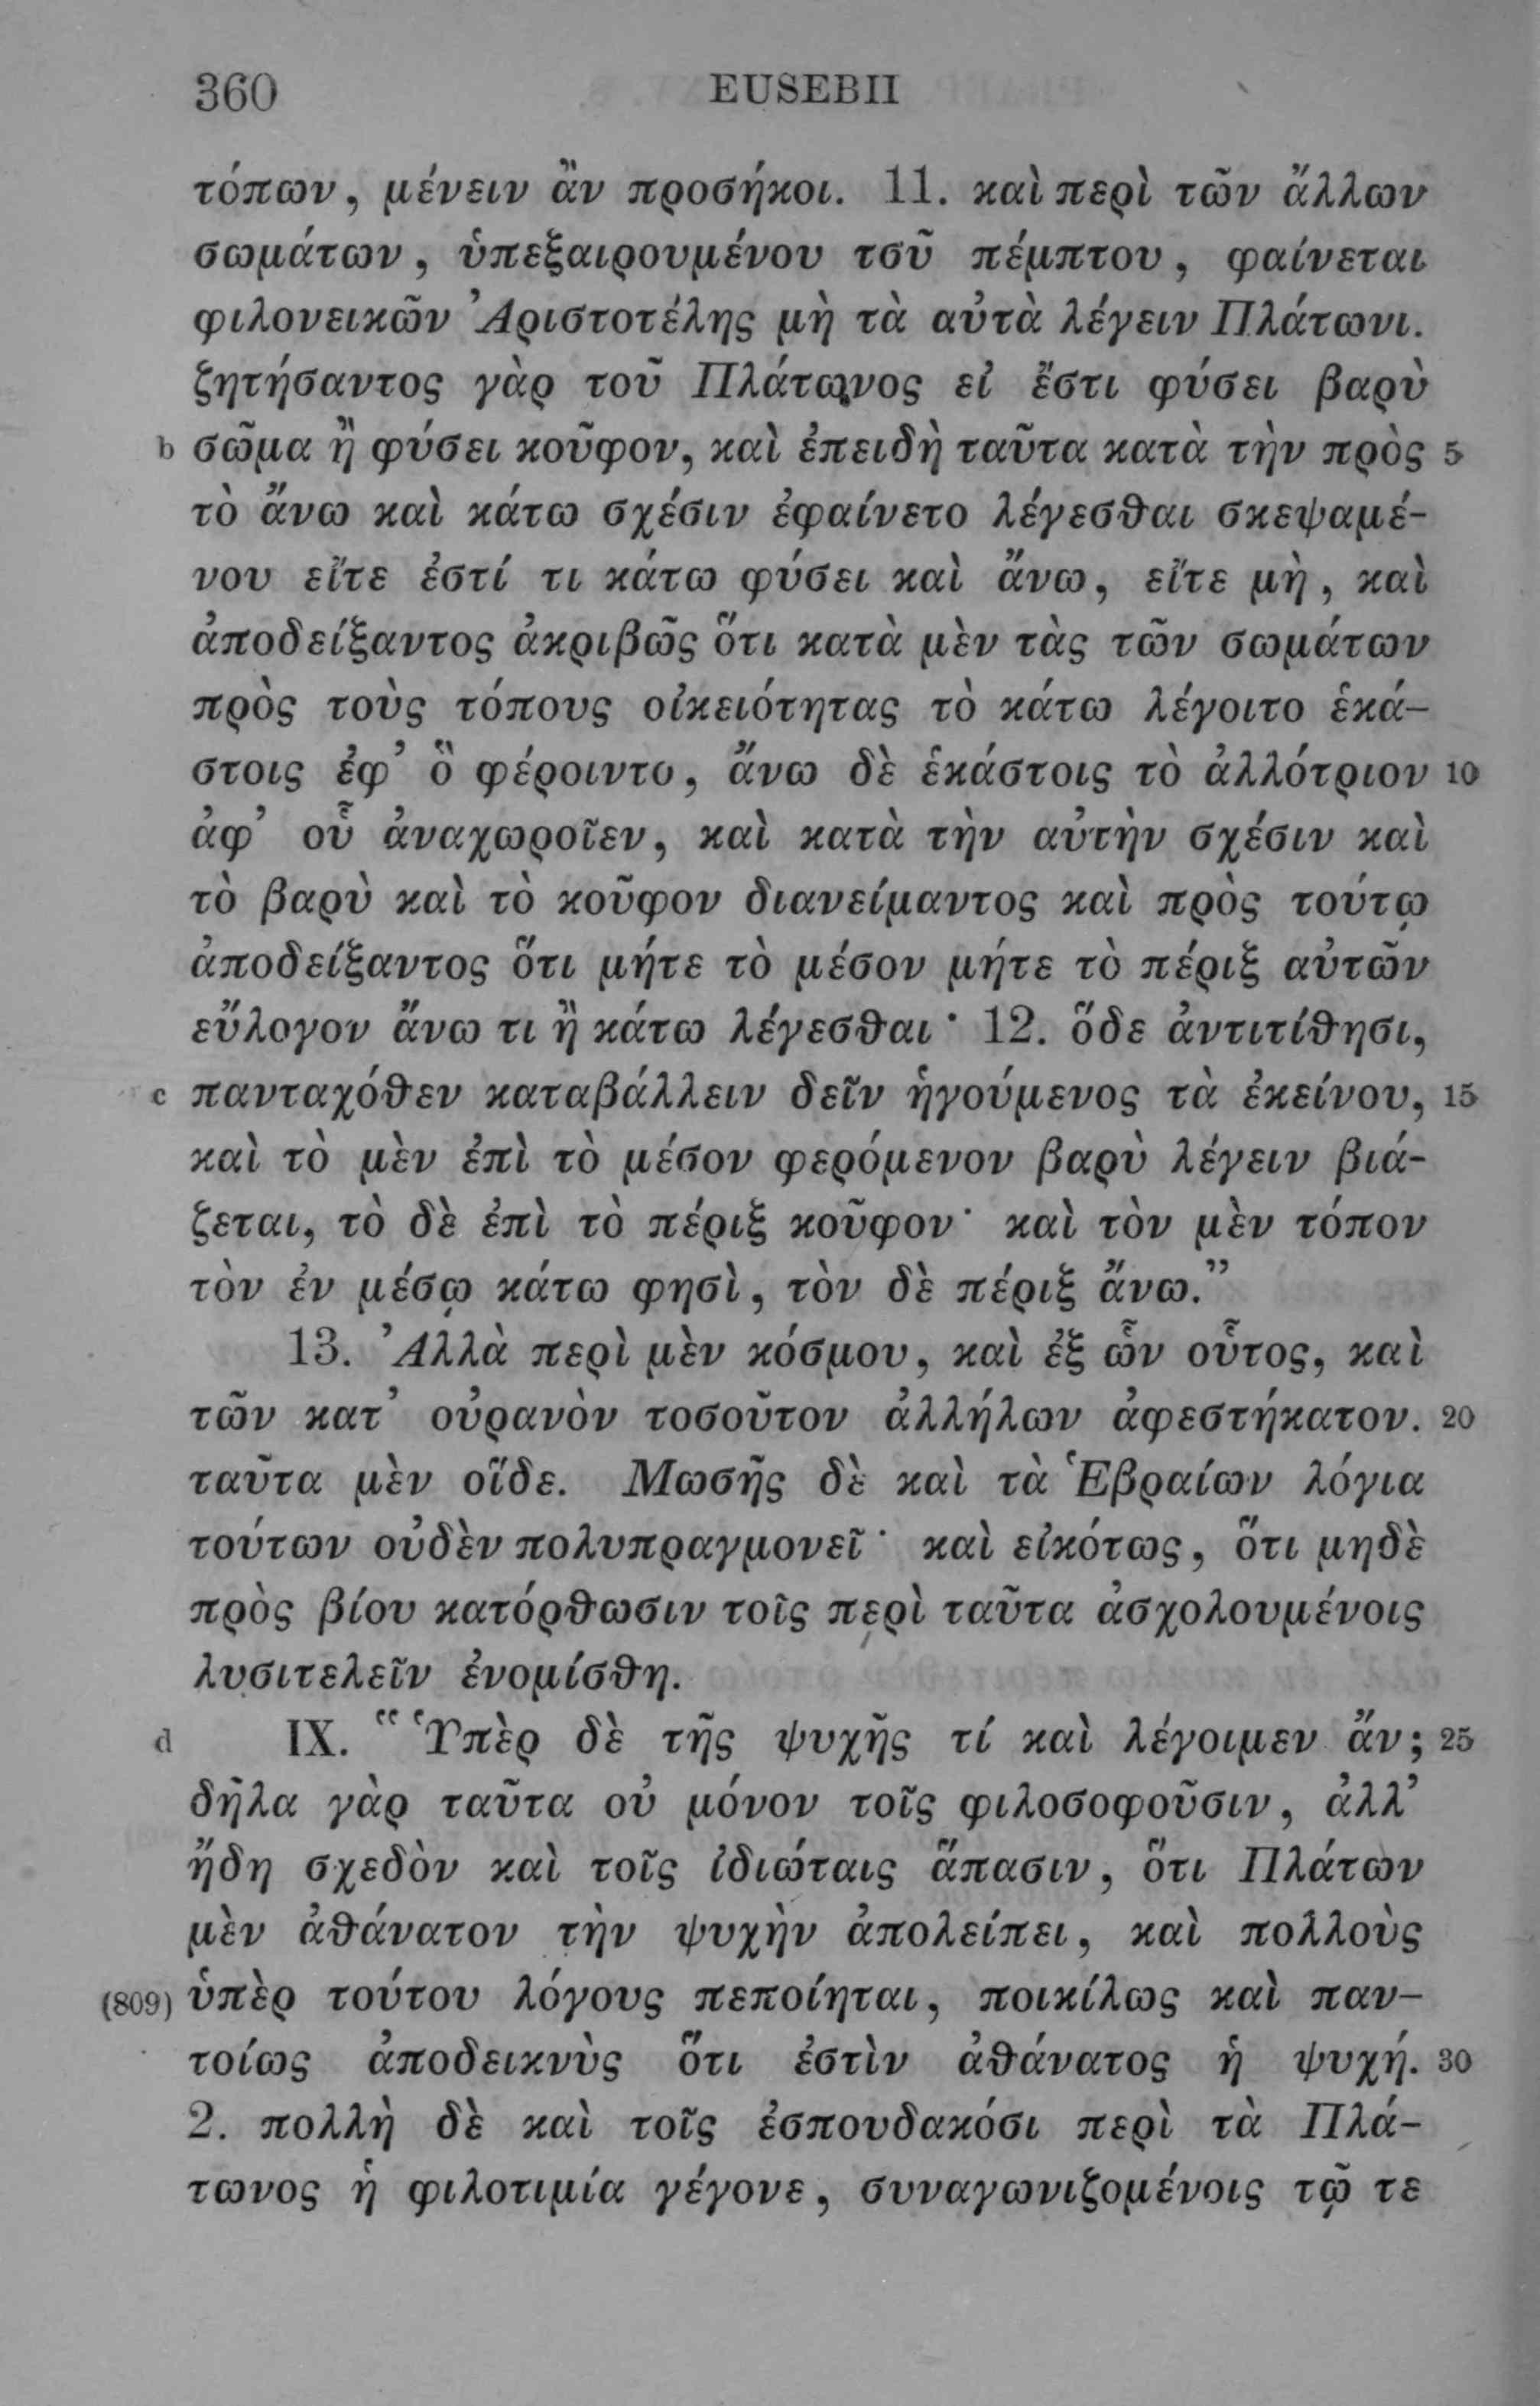 360 EUSEBII
τόπων, μένειν ἂν προσήκοι. 11. καὶ περὶ τῶν ἄλλων
σωμάτων, ὑπεξαιρουμένου τοῦ πέμπτου, φαίνεται
φιλονεικῶν Ἀριστοτέλης μὴ τὰ αὐτὰ λέγειν Πλάτωνι.
ζητήσαντος γὰρ τοῦ Πλάτωνος εἰ ἔστι φύσει βαρὺ
b σῶμα ἢ φύσει κοῦφον, καὶ ἐπειδὴ ταῦτα κατὰ τὴν πρὸς 5
τὸ ἄνω καὶ κάτω σχέσιν ἐφαίνετο λέγεσθαι σκεψαμέ-
νου εἴτε ἐστί τι κάτω φύσει καὶ ἄνω, εἴτε μὴ, καὶ
ἀποδείξαντος ἀκριβῶς ὅτι κατὰ μὲν τὰς τῶν σωμάτων
πρὸς τοὺς τόπους οἰκειότητας τὸ κάτω λέγοιτο ἑκά-
στοις ἐφ’ ὃ φέροιντο, ἄνω δὲ ἑκάστοις τὸ ἀλλότριον 10
ἀφ’ οὗ ἀναχωροῖεν, καὶ κατὰ τὴν αὐτὴν σχέσιν καὶ
τὸ βαρὺ καὶ τὸ κοῦφον διανείμαντος καὶ πρὸς τούτῳ
ἀποδείξαντος ὅτι μήτε τὸ μέσον μήτε τὸ πέριξ αὐτῶν
εὔλογον ἄνω τι ἢ κάτω λέγεσθαι· 12. ὅδε ἀντιτίθησι,
c πανταχόθεν καταβάλλειν δεῖν ἡγούμενος τὰ ἐκείνου, 15
καὶ τὸ μὲν ἐπὶ τὸ μέσον φερόμενον βαρὺ λέγειν βιά-
ζεται, τὸ δὲ ἐπὶ τὸ πέριξ κοῦφον· καὶ τὸν μὲν τόπον
τὸν ἐν μέσῳ κάτω φησὶ, τὸν δὲ πέριξ ἄνω.”
13. Ἀλλὰ περὶ μὲν κόσμου, καὶ ἐξ ὧν οὗτος, καὶ
τῶν κατ’ οὐρανὸν τοσοῦτον ἀλλήλων ἀφεστήκατον. 20
ταῦτα μὲν οἵδε. Μωσῆς δὲ καὶ τὰ Ἑβραίων λόγια
τούτων οὐδὲν πολυπραγμονεῖ· καὶ εἰκότως, ὅτι μηδὲ
πρὸς βίου κατόρθωσιν τοῖς περὶ ταῦτα ἀσχολουμένοις
λυσιτελεῖν ἐνομίσθη.
d IX. “Ὑπὲρ δὲ τῆς ψυχῆς τί καὶ λέγοιμεν ἄν; 25
δῆλα γὰρ ταῦτα οὐ μόνον τοῖς φιλοσοφοῦσιν, ἀλλ’
ἤδη σχεδὸν καὶ τοῖς ἰδιώταις ἅπασιν, ὅτι Πλάτων
μὲν ἀθάνατον τὴν ψυχὴν ἀπολείπει, καὶ πολλοὺς
(809) ὑπὲρ τούτου λόγους πεποίηται, ποικίλως καὶ παν-
τοίως ἀποδεικνὺς ὅτι ἐστὶν ἀθάνατος ἡ ψυχή. 30
2. πολλὴ δὲ καὶ τοῖς ἐσπουδακόσι περὶ τὰ Πλά-
τωνος ἡ φιλοτιμία γέγονε, συναγωνιζομένοις τῷ τε